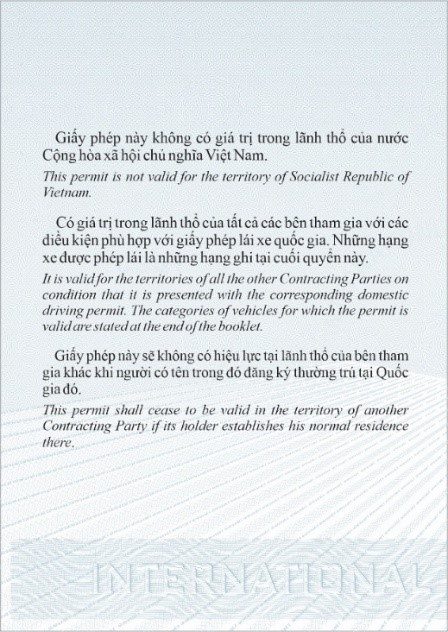 Giấy phép này không có giá trị trong lãnh thổ của nước
Cộng hòa xã hội chủ nghĩa Việt Nam.
This permit is not valid for the territory of Socialist Republic of
Vietnam.
Có giá trị trong lãnh thổ của tất cả các bên tham gia với các
điều kiện phù hợp với giấy phép lái xe quốc gia. Những hạng
xe được phép lái là những hạng ghi tại cuối quyển này.
It is valid for the territories of all the other Contracting Parties on
condition that it is presented with the corresponding domestic
driving permit. The categories of vehicles for which the permit is
valid are stated at the end of the booklet.
Giấy phép này sẽ không có hiệu lực tại lãnh thổ của bên tham
gia khác khi người có tên trong đó đăng ký thường trú tại Quốc
gia đó.
This permit shall cease to be valid in the territory of another
Contracting Party if its holder establishes his normal residence
there.
INTERNATIONAL